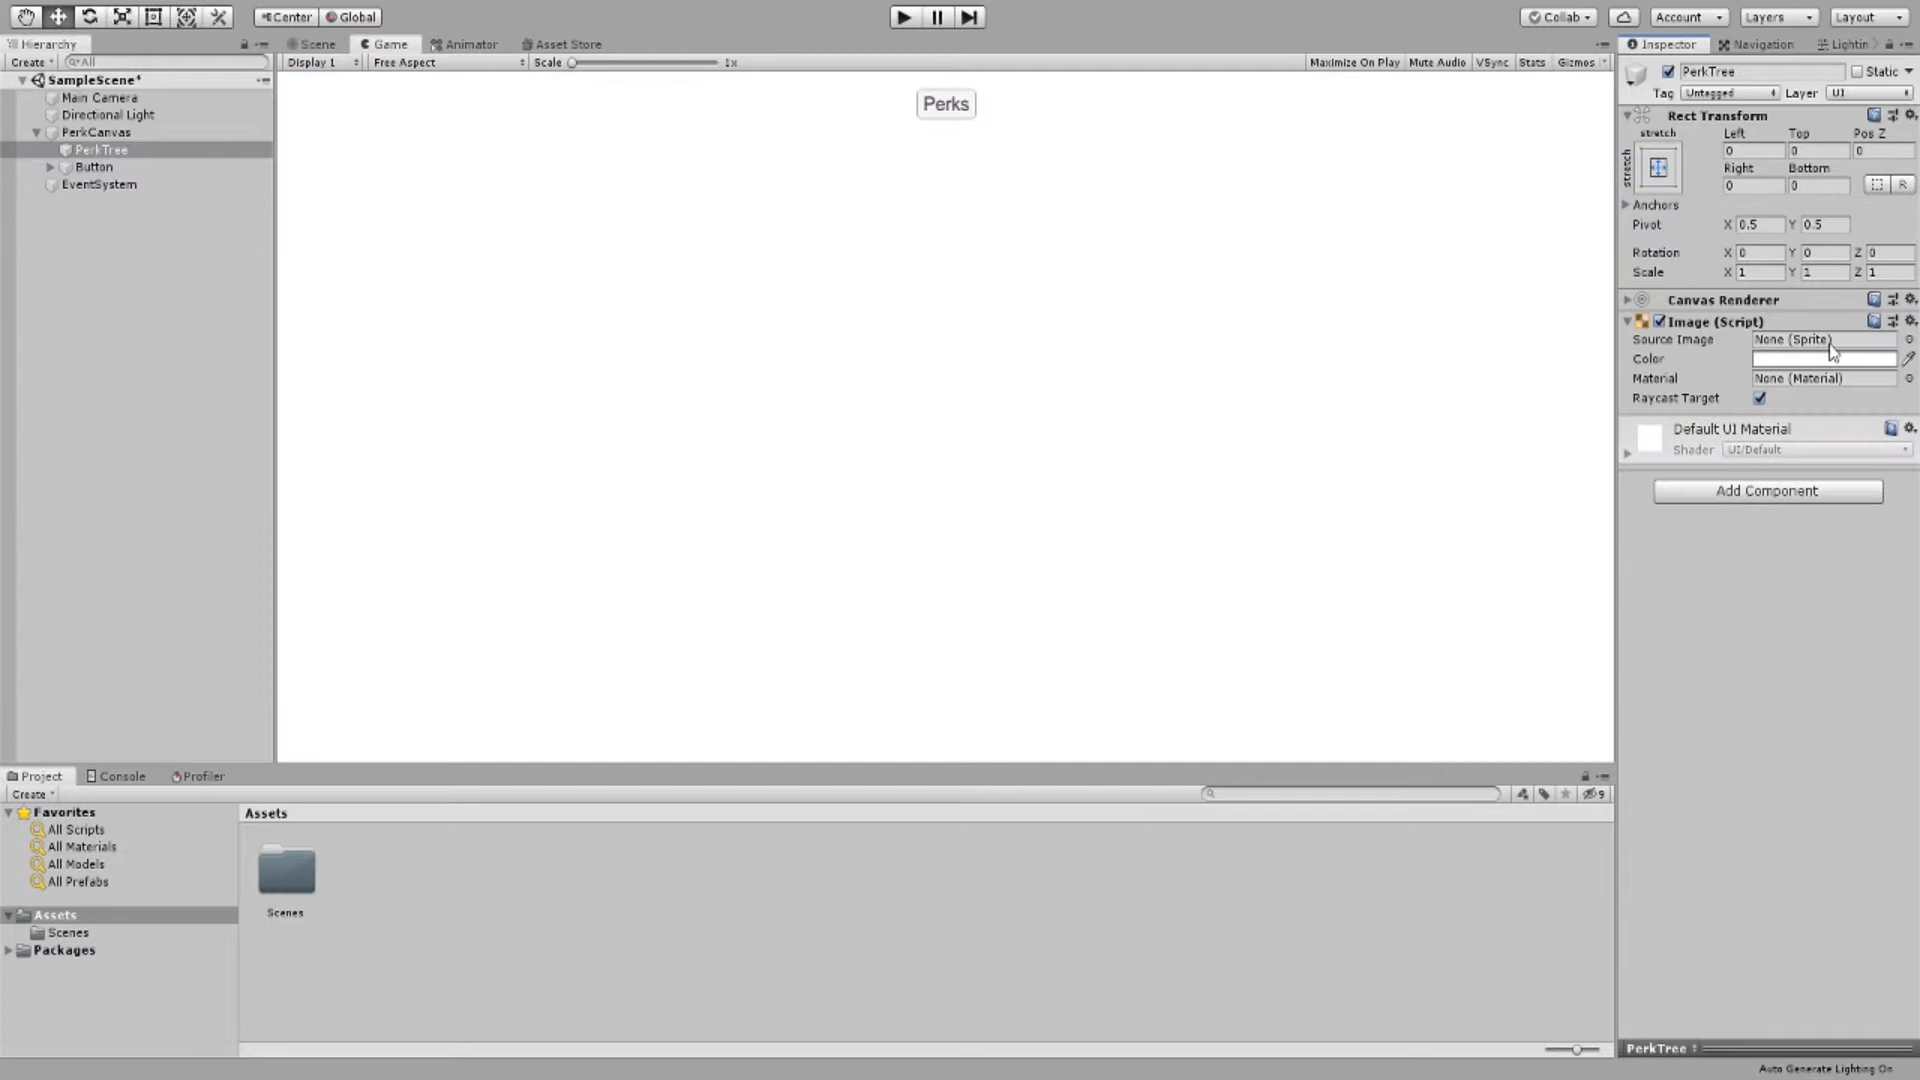 Center Global Collab Account Layers Layout
Hierarchy Scene Game Animator Asset Store Inspector Navigation Lightin
Create All Display 1 Free Aspect Scale 1x Maximize On Play Mute Audio VSync Stats Gizmos
SampleScene*
Main Camera
Directional Light
PerkCanvas
PerkTree
Button
EventSystem
Perks
PerkTree Static
Tag Untagged Layer UI
Rect Transform
stretch Left Top Pos Z
stretch 0 0 0
Right Bottom
0 0 R
Anchors
Pivot X 0.5 Y 0.5
Rotation X 0 Y 0 Z 0
Scale X 1 Y 1 Z 1
Canvas Renderer
Image (Script)
Source Image None (Sprite)
Color
Material None (Material)
Raycast Target
Default UI Material
Shader UI/Default
Add Component
Project Console Profiler
Create 9
Favorites
All Scripts
All Materials
All Models
All Prefabs
Assets
Scenes
Packages
Assets
Scenes
PerkTree
Auto Generate Lighting On